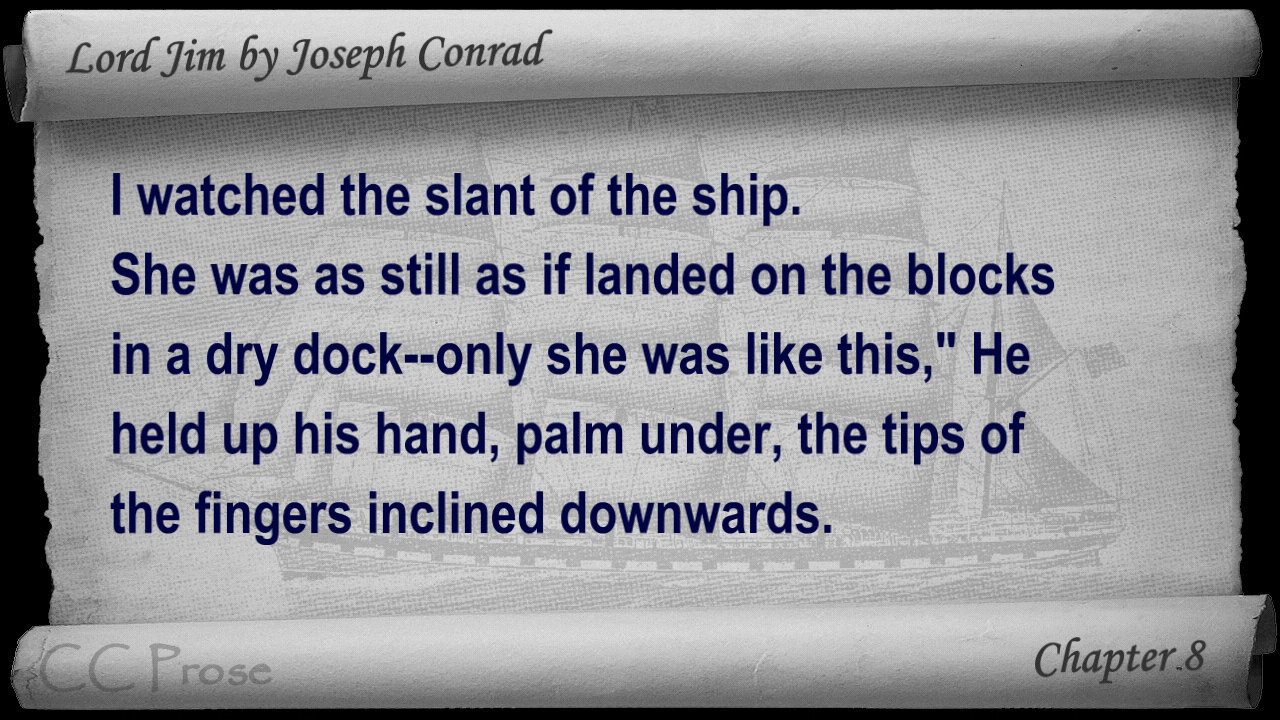 Lord Jim by Joseph Conrad
I watched the slant of the ship.
She was as still as if landed on the blocks
in a dry dock--only she was like this," He
held up his hand, palm under, the tips of
the fingers inclined downwards.
CC Prose
Chapter 8